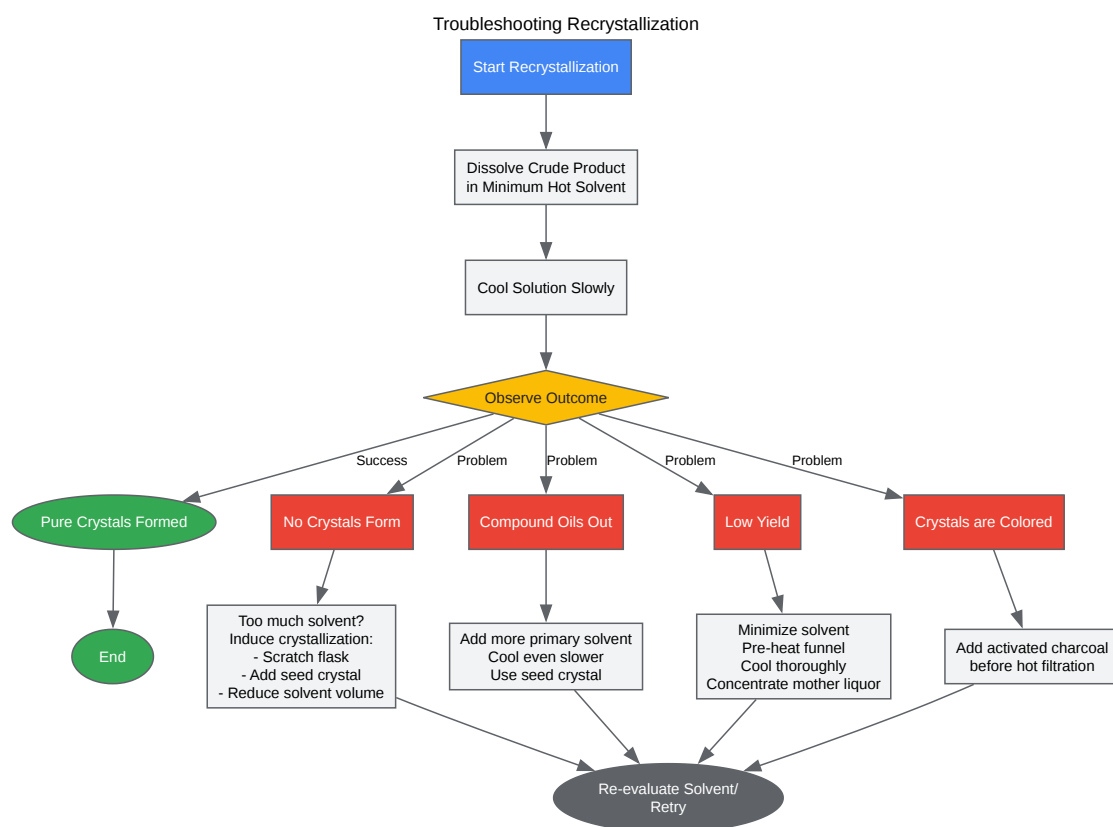 Troubleshooting Recrystallization
Start Recrystallization
Dissolve Crude Product
in Minimum Hot Solvent
Cool Solution Slowly
Observe Outcome
Success
Problem
Problem
Problem
Problem
Pure Crystals Formed
No Crystals Form
Compound Oils Out
Low Yield
Crystals are Colored
End
Too much solvent?
Induce crystallization:
- Scratch flask
- Add seed crystal
- Reduce solvent volume
Add more primary solvent
Cool even slower
Use seed crystal
Minimize solvent
Pre-heat funnel
Cool thoroughly
Concentrate mother liquor
Add activated charcoal
before hot filtration
Re-evaluate Solvent/
Retry